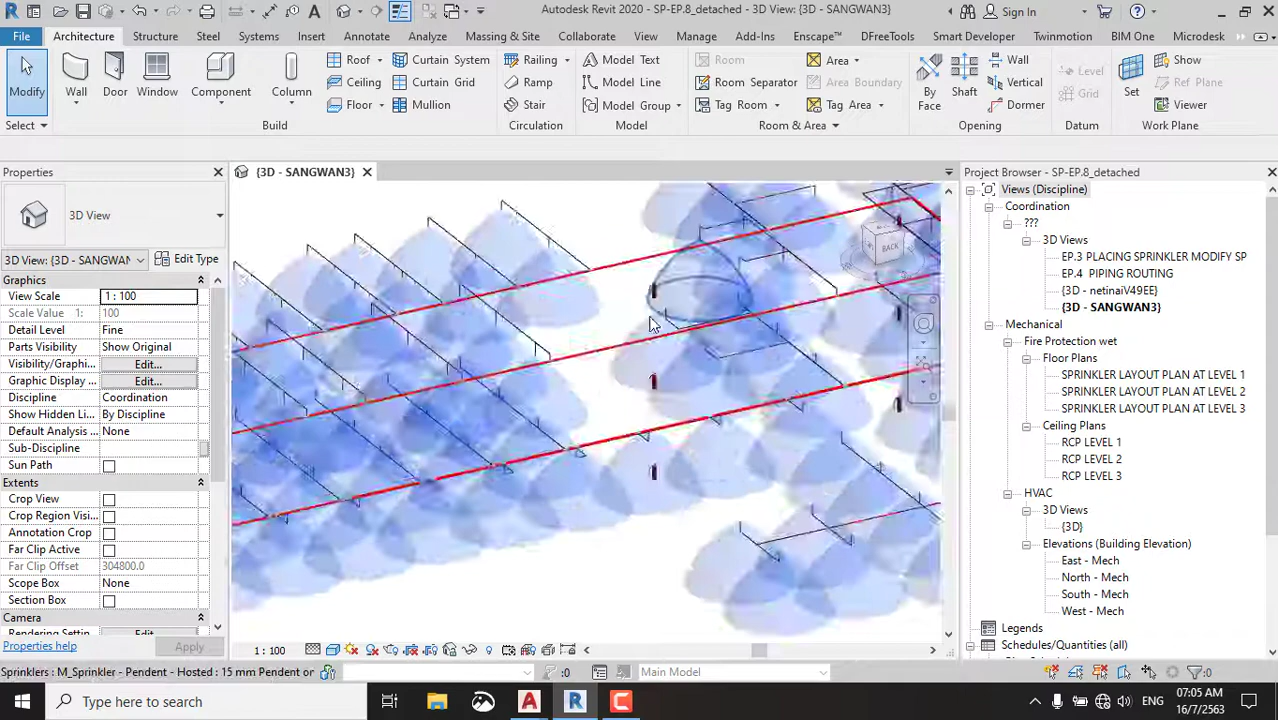 Autodesk Revit 2020 - SP-EP.8_detached - 3D View: {3D - SANGWAN3}
Sign In
File
Architecture
Structure
Steel
Systems
Insert
Annotate
Analyze
Massing & Site
Collaborate
View
Manage
Add-Ins
Enscape™
DFreeTools
Smart Developer
Twinmotion
BIM One
Microdesk
Modify
Wall
Door
Window
Component
Column
Roof
Ceiling
Floor
Curtain System
Curtain Grid
Mullion
Railing
Ramp
Stair
Model Text
Model Line
Model Group
Room
Room Separator
Tag Room
Area
Area Boundary
Tag Area
By Face
Shaft
Wall
Vertical
Dormer
Level
Grid
Set
Show
Ref Plane
Viewer
Select
Build
Circulation
Model
Room & Area
Opening
Datum
Work Plane
Properties
3D View
3D View: {3D - SANGWAN
Edit Type
Graphics
View Scale 1 : 100
Scale Value 1: 100
Detail Level Fine
Parts Visibility Show Original
Visibility/Graphi... Edit...
Graphic Display ... Edit...
Discipline Coordination
Show Hidden Li... By Discipline
Default Analysis ... None
Sub-Discipline
Sun Path
Extents
Crop View
Crop Region Visi...
Annotation Crop
Far Clip Active
Far Clip Offset 304800.0
Scope Box None
Section Box
Camera
Rendering Settin... Edit...
Properties help
Apply
{3D - SANGWAN3}
BACK
1 : 100
Project Browser - SP-EP.8_detached
Views (Discipline)
Coordination
???
3D Views
EP.3 PLACING SPRINKLER MODIFY SP
EP.4 PIPING ROUTING
{3D - netinaiV49EE}
{3D - SANGWAN3}
Mechanical
Fire Protection wet
Floor Plans
SPRINKLER LAYOUT PLAN AT LEVEL 1
SPRINKLER LAYOUT PLAN AT LEVEL 2
SPRINKLER LAYOUT PLAN AT LEVEL 3
Ceiling Plans
RCP LEVEL 1
RCP LEVEL 2
RCP LEVEL 3
HVAC
3D Views
{3D}
Elevations (Building Elevation)
East - Mech
North - Mech
South - Mech
West - Mech
Legends
Schedules/Quantities (all)
Sprinklers : M_Sprinkler - Pendent - Hosted : 15 mm Pendent
:0
Main Model
:0
Type here to search
ENG
07:05 AM
16/7/2563